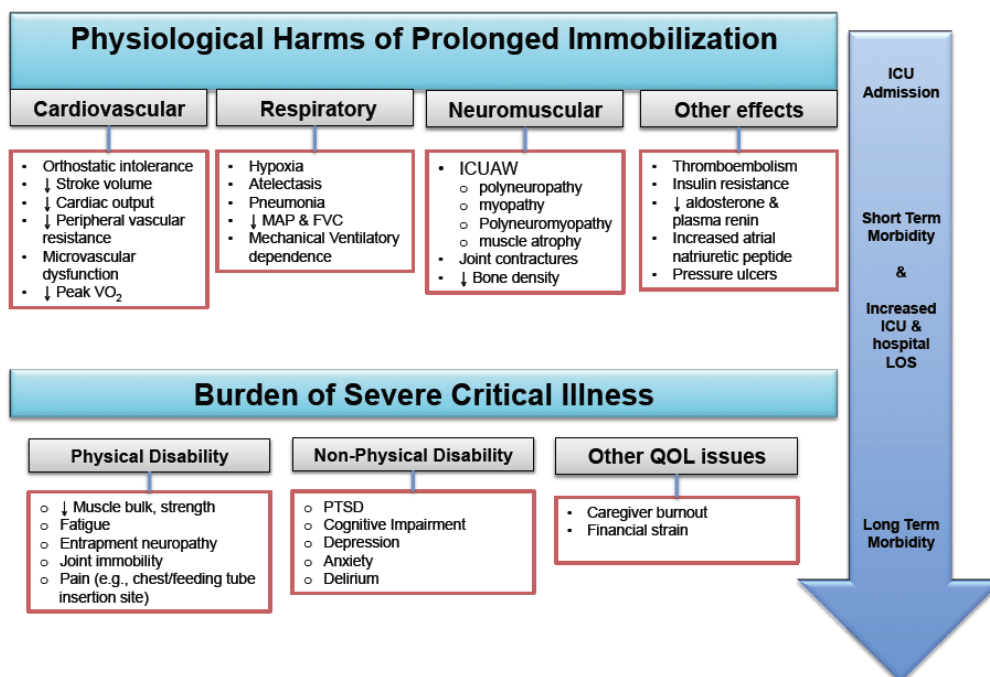 Physiological Harms of Prolonged Immobilization
Cardiovascular
• Orthostatic intolerance
• ↓ Stroke volume
• ↓ Cardiac output
• ↓ Peripheral vascular
resistance
• Microvascular
dysfunction
• ↓ Peak VO₂
Respiratory
• Hypoxia
• Atelectasis
• Pneumonia
• ↓ MAP & FVC
• Mechanical Ventilatory
dependence
Neuromuscular
• ICUAW
o polyneuropathy
o myopathy
o Polyneuromyopathy
o muscle atrophy
• Joint contractures
• ↓ Bone density
Other effects
• Thromboembolism
• Insulin resistance
• ↓ aldosterone &
plasma renin
• Increased atrial
natriuretic peptide
• Pressure ulcers
Burden of Severe Critical Illness
Physical Disability
o ↓ Muscle bulk, strength
o Fatigue
o Entrapment neuropathy
o Joint immobility
o Pain (e.g., chest/feeding tube
insertion site)
Non-Physical Disability
o PTSD
o Cognitive Impairment
o Depression
o Anxiety
o Delirium
Other QOL issues
• Caregiver burnout
• Financial strain
ICU
Admission
Short Term
Morbidity
&
Increased
ICU &
hospital
LOS
Long Term
Morbidity